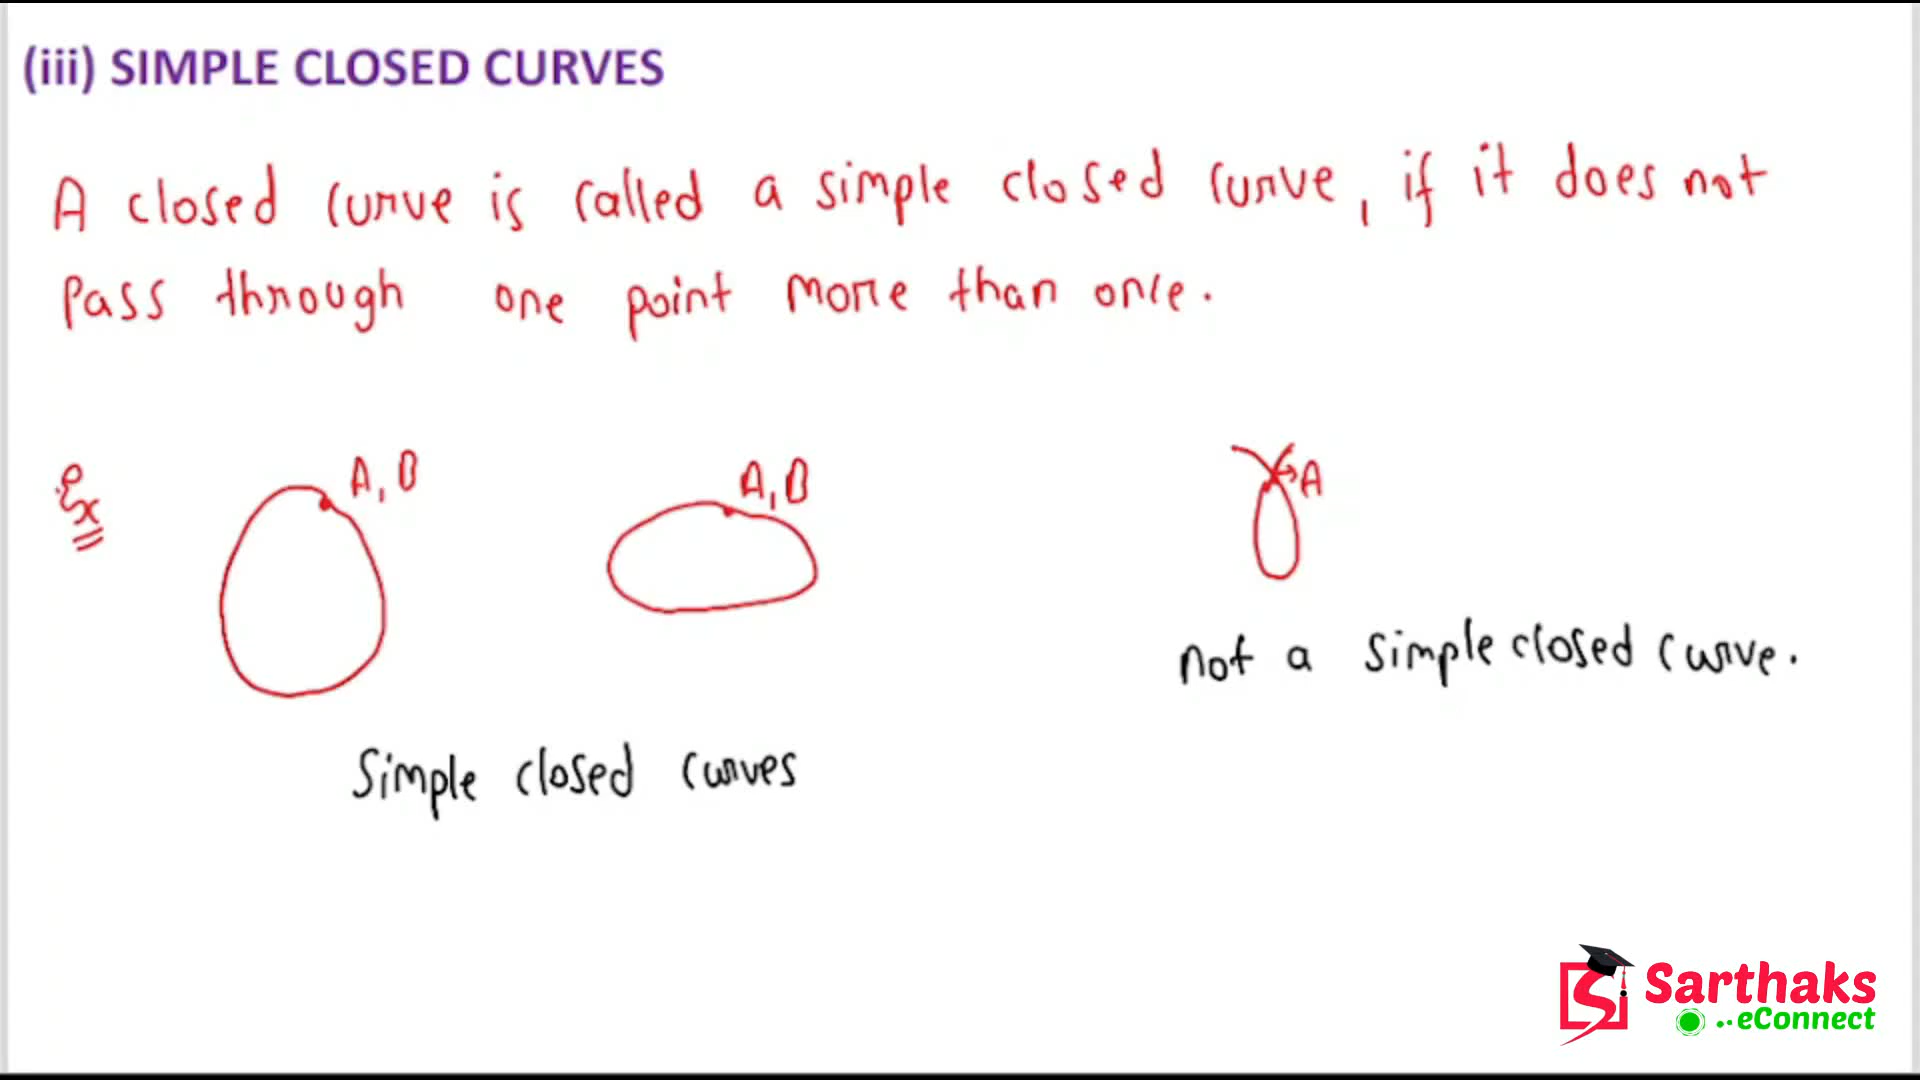 (iii) SIMPLE CLOSED CURVES
A closed curve is called a simple closed curve, if it does not
pass through one point more than once.
Ex
A, B
A, B
A
not a simple closed curve.
Simple closed curves
Sarthaks
eConnect